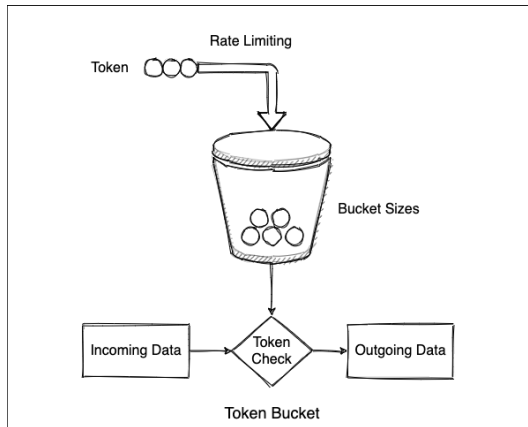 Rate Limiting
Token
Bucket Sizes
Incoming Data
Token
Check
Outgoing Data
Token Bucket